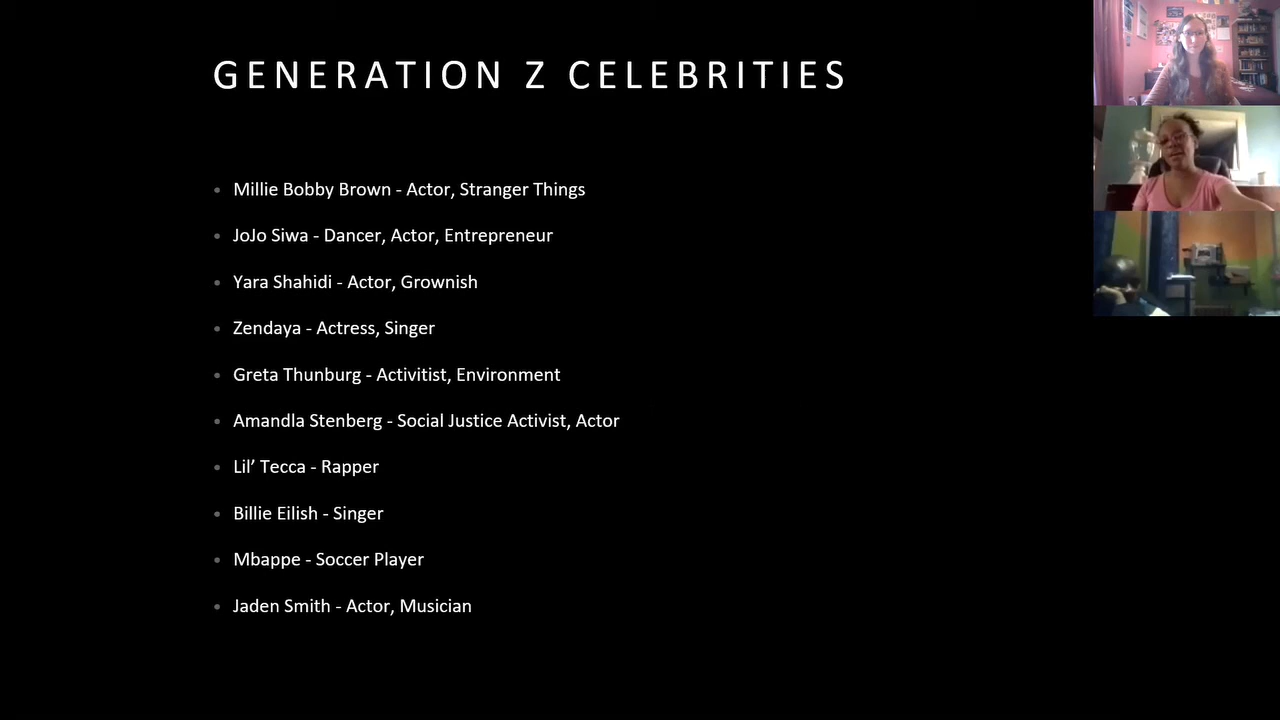 GENERATION Z CELEBRITIES
• Millie Bobby Brown - Actor, Stranger Things
• JoJo Siwa - Dancer, Actor, Entrepreneur
• Yara Shahidi - Actor, Grownish
• Zendaya - Actress, Singer
• Greta Thunburg - Activitist, Environment
• Amandla Stenberg - Social Justice Activist, Actor
• Lil’ Tecca - Rapper
• Billie Eilish - Singer
• Mbappe - Soccer Player
• Jaden Smith - Actor, Musician